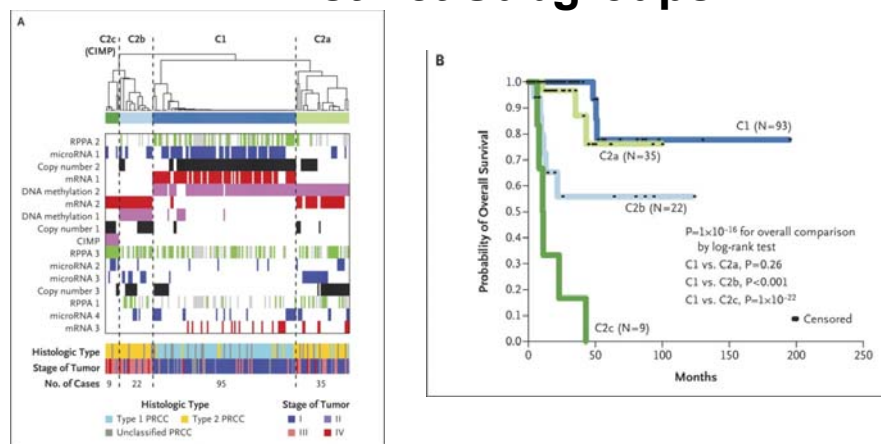 A
C2c
(CIMP)
C2b
C1
C2a
RPPA 2
microRNA 1
Copy number 2
mRNA 1
DNA methylation 2
mRNA 2
DNA methylation 1
Copy number 1
CIMP
RPPA 3
microRNA 2
microRNA 3
Copy number 3
RPPA 1
microRNA 4
mRNA 3
Histologic Type
Stage of Tumor
No. of Cases 9 22 95 35
Histologic Type
Type 1 PRCC Type 2 PRCC
Unclassified PRCC
Stage of Tumor
I II
III IV
B
Probability of Overall Survival
1.0
0.9
0.8
0.7
0.6
0.5
0.4
0.3
0.2
0.1
0.0
C1 (N=93)
C2a (N=35)
C2b (N=22)
P=1×10⁻¹⁶ for overall comparison
by log-rank test
C1 vs. C2a, P=0.26
C1 vs. C2b, P<0.001
C1 vs. C2c, P=1×10⁻²²
Censored
C2c (N=9)
0 50 100 150 200 250
Months